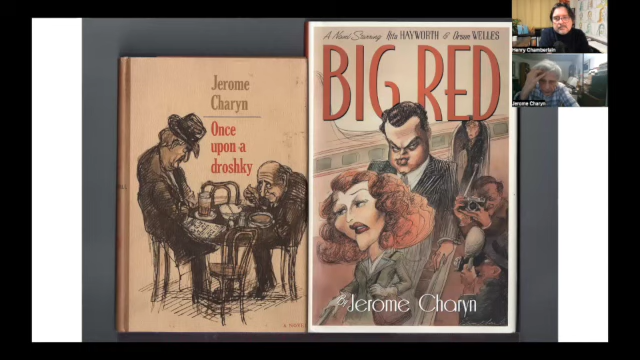 Jerome
Charyn
Once
upon a
droshky
A NOVEL
A Novel Starring Rita HAYWORTH & Orson WELLES
BIG RED
By Jerome Charyn
Henry Chamberlain
Jerome Charyn